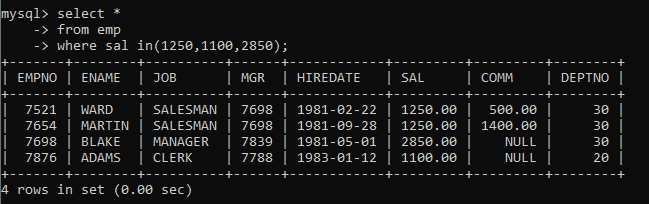 mysql> select *
    -> from emp
    -> where sal in(1250,1100,2850);
+-------+--------+----------+------+------------+---------+---------+--------+
| EMPNO | ENAME  | JOB      | MGR  | HIREDATE   | SAL     | COMM    | DEPTNO |
+-------+--------+----------+------+------------+---------+---------+--------+
|  7521 | WARD   | SALESMAN | 7698 | 1981-02-22 | 1250.00 |  500.00 |     30 |
|  7654 | MARTIN | SALESMAN | 7698 | 1981-09-28 | 1250.00 | 1400.00 |     30 |
|  7698 | BLAKE  | MANAGER  | 7839 | 1981-05-01 | 2850.00 |    NULL |     30 |
|  7876 | ADAMS  | CLERK    | 7788 | 1983-01-12 | 1100.00 |    NULL |     20 |
+-------+--------+----------+------+------------+---------+---------+--------+
4 rows in set (0.00 sec)